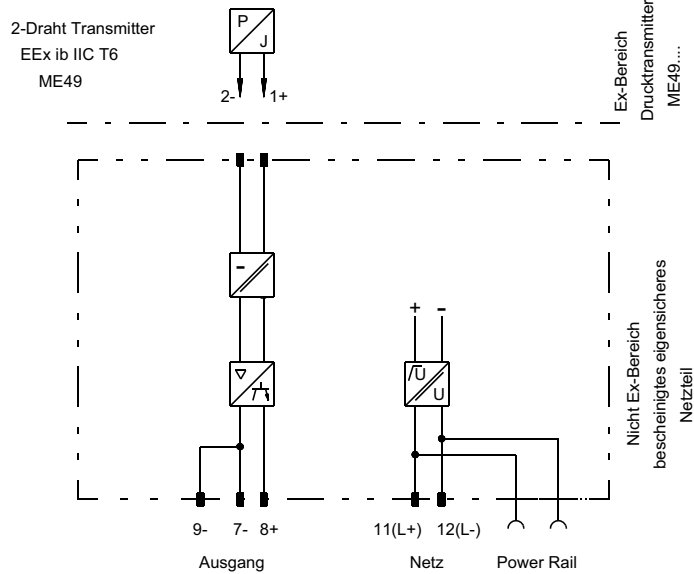 2-Draht Transmitter
EEx ib IIC T6
ME49
P
J
2-
1+
Ex-Bereich
Drucktransmitter
ME49....
+
-
U
U
Nicht Ex-Bereich
bescheinigtes eigensicheres
Netzteil
9-
7-
8+
11(L+)
12(L-)
Ausgang
Netz
Power Rail